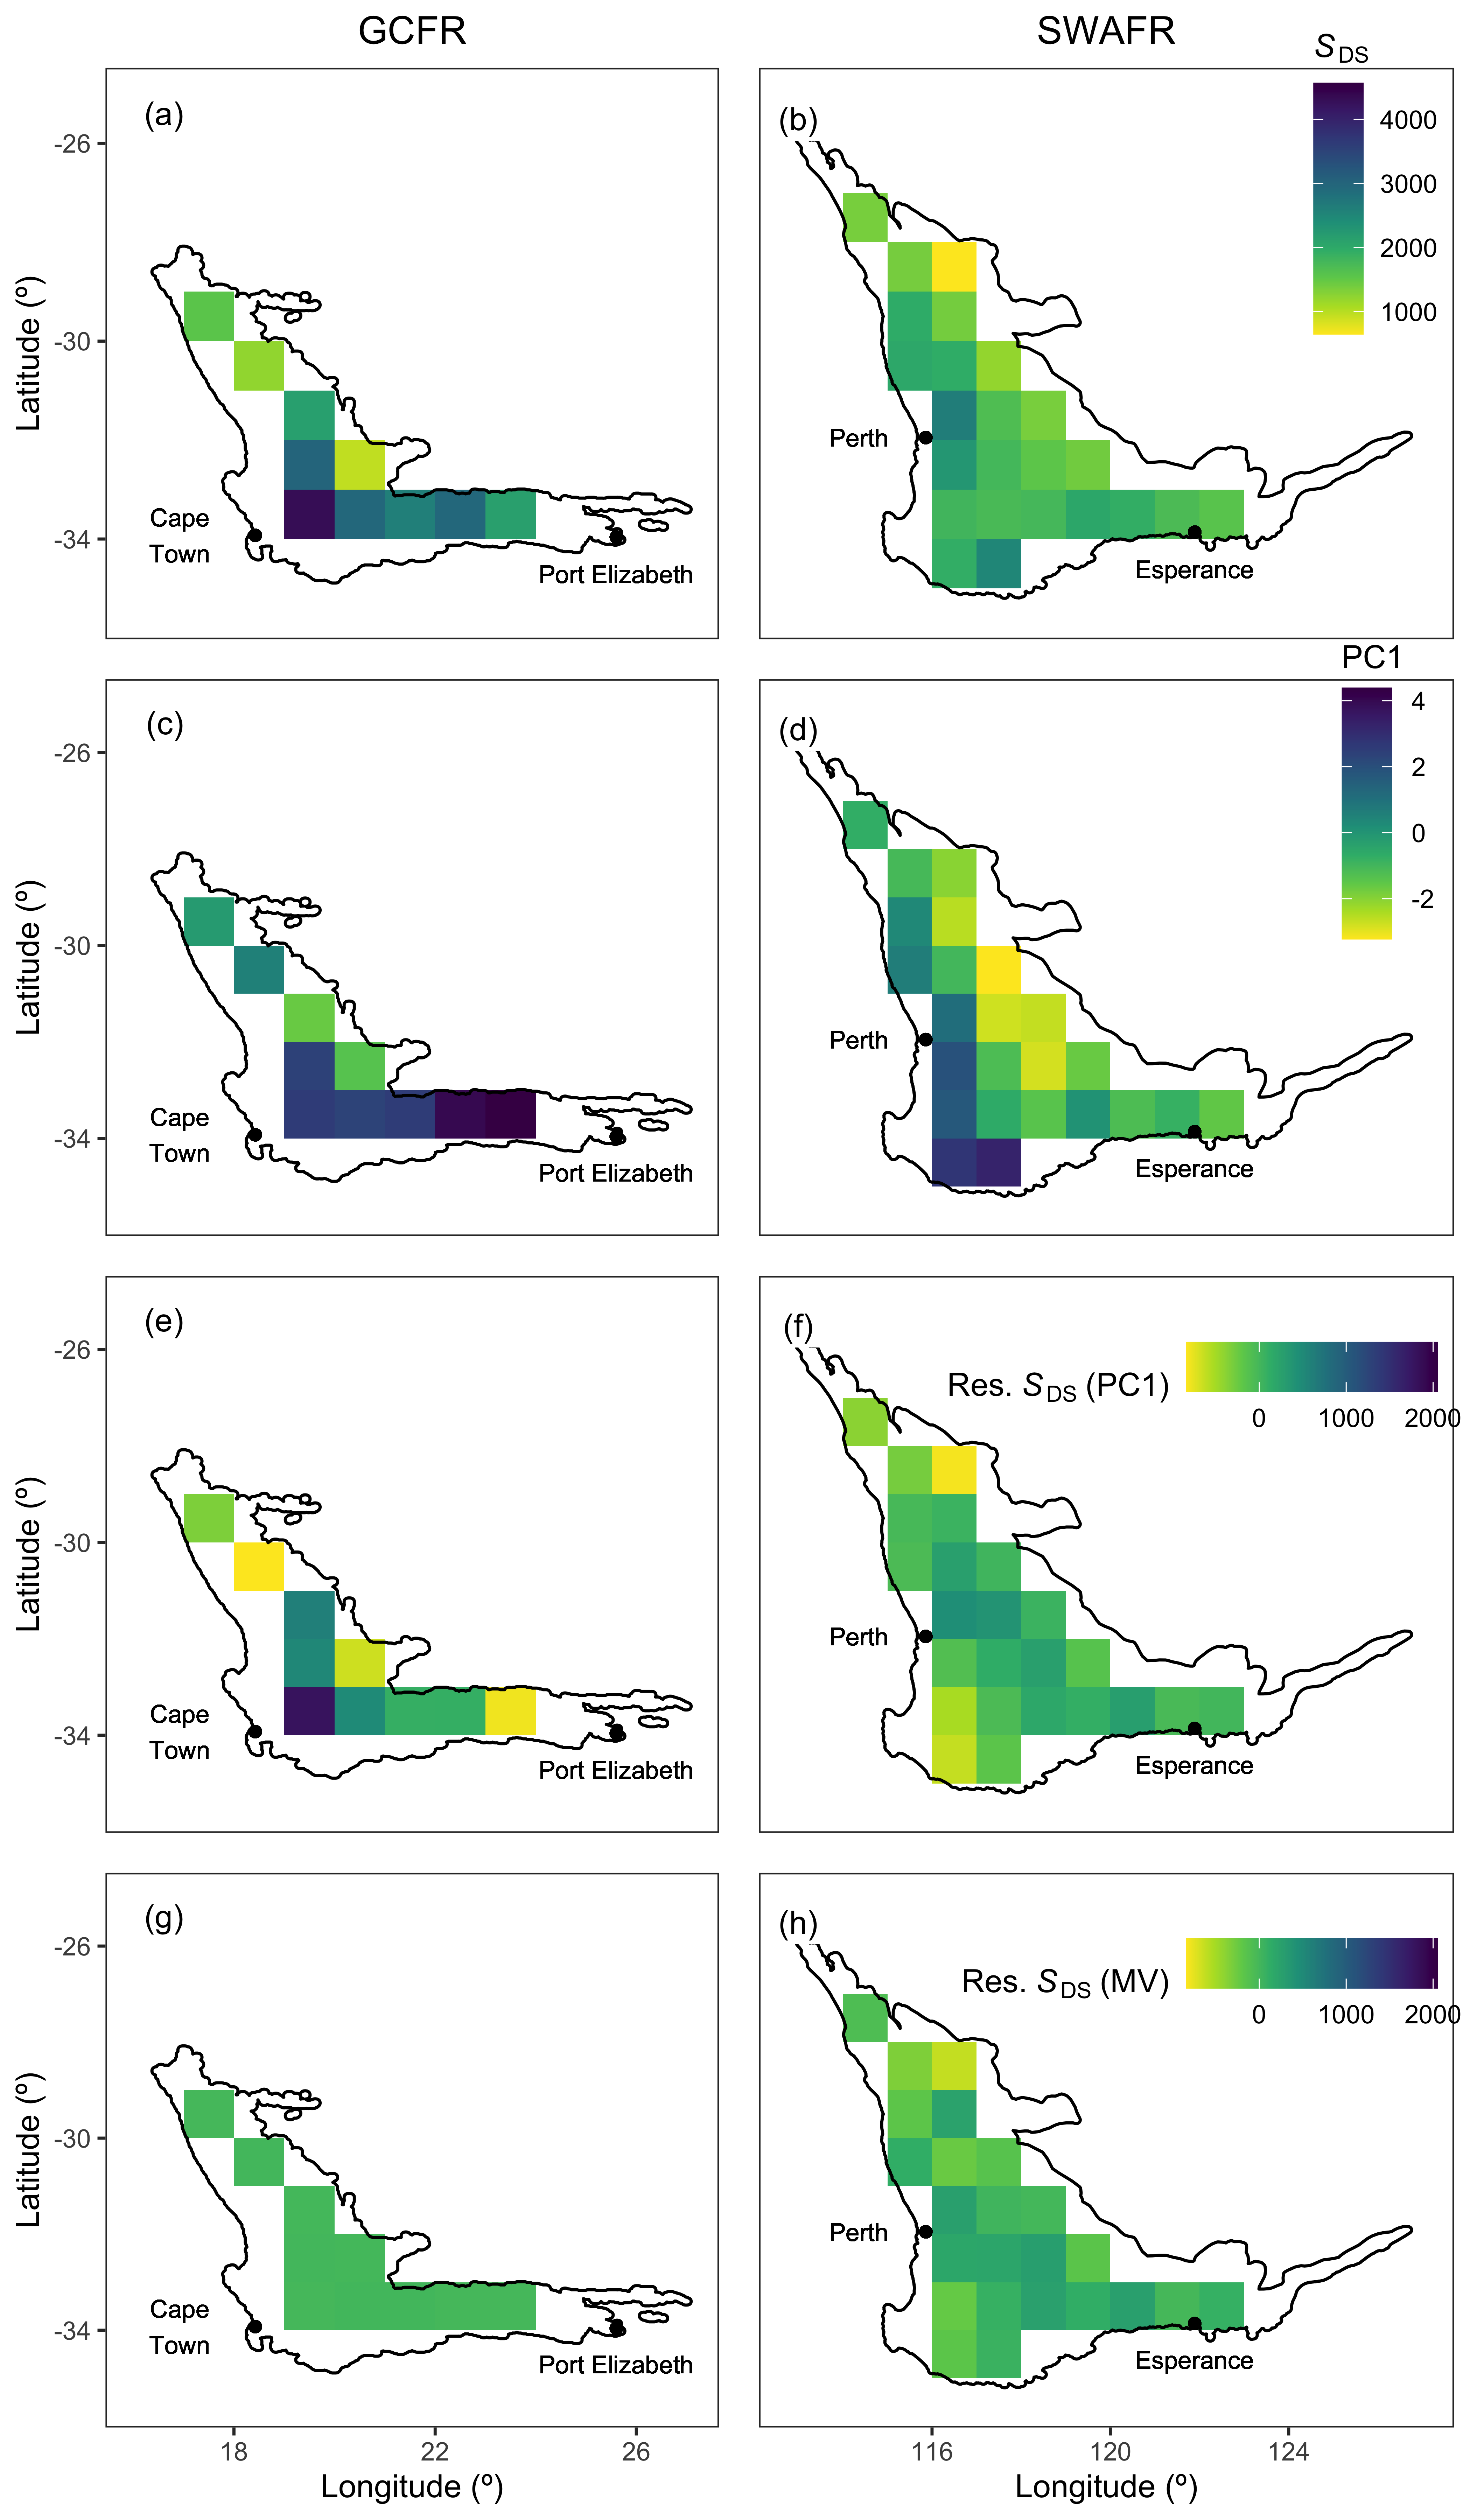 GCFR
SWAFR
S DS
(a)
(b)
4000
3000
2000
1000
-26
-30
-34
Latitude (º)
Cape
Town
Port Elizabeth
Perth
Esperance
PC1
(c)
(d)
4
2
0
-2
-26
-30
-34
Latitude (º)
Cape
Town
Port Elizabeth
Perth
Esperance
(e)
(f)
Res. S DS (PC1)
0 1000 2000
-26
-30
-34
Latitude (º)
Cape
Town
Port Elizabeth
Perth
Esperance
(g)
(h)
Res. S DS (MV)
0 1000 2000
-26
-30
-34
Latitude (º)
Cape
Town
Port Elizabeth
Perth
Esperance
18 22 26
116 120 124
Longitude (º)
Longitude (º)